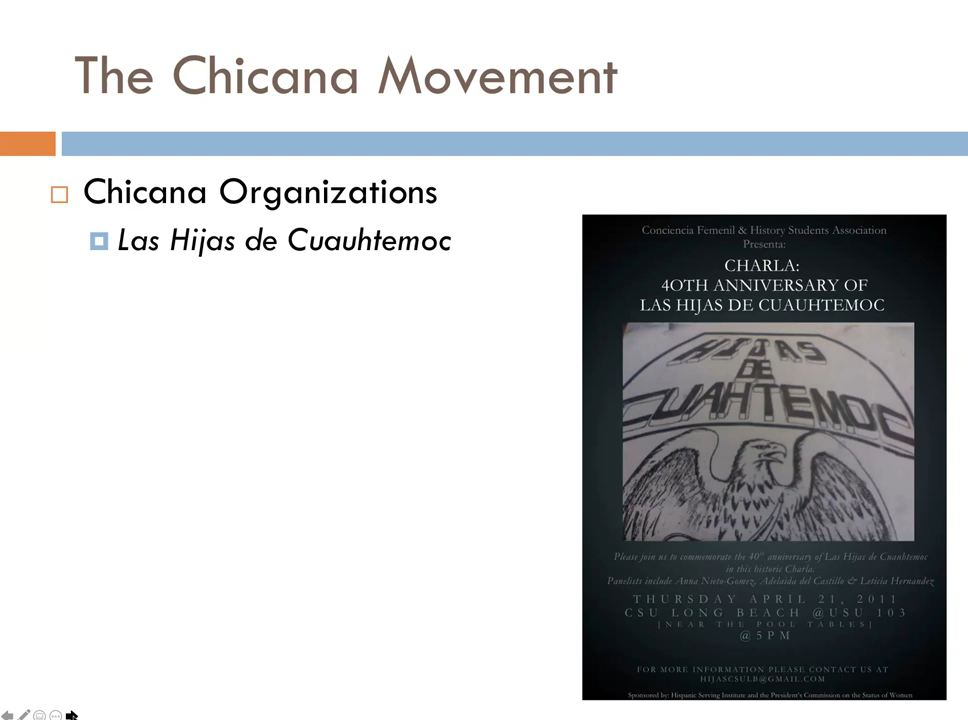 The Chicana Movement
Chicana Organizations
Las Hijas de Cuauhtemoc
Conciencia Femenil & History Students Association
Presenta:
CHARLA:
40TH ANNIVERSARY OF
LAS HIJAS DE CUAUHTEMOC
HIJAS
DE
CUAHTEMOC
Please join us to commemorate the 40th anniversary of Las Hijas de Cuauhtemoc
in this historic Charla.
Panelists include Anna Nieto-Gomez, Adelaida del Castillo & Leticia Hernandez
THURSDAY APRIL 21, 2011
CSU LONG BEACH @USU 103
[NEAR THE POOL TABLES]
@5PM
FOR MORE INFORMATION PLEASE CONTACT US AT
HIJASCSULB@GMAIL.COM
Sponsored by: Hispanic Serving Institute and the President's Commission on the Status of Women